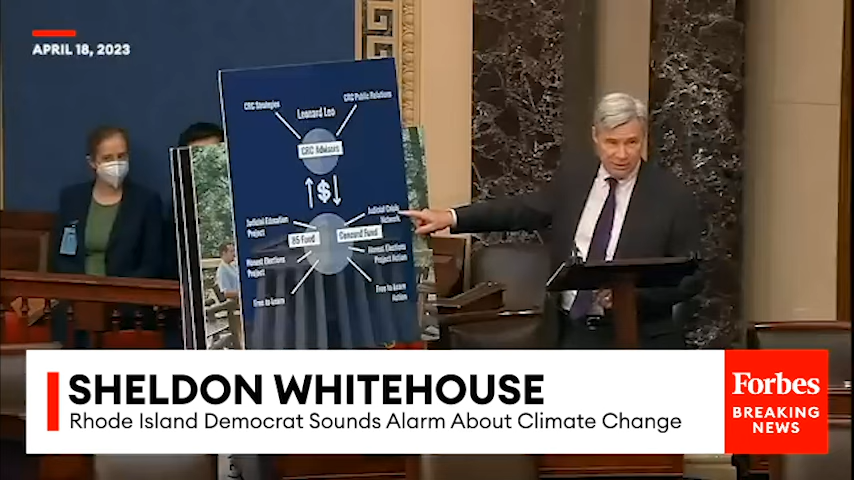 APRIL 18, 2023
CRC Strategies
CRC Public Relations
Leonard Leo
CRC Advisors
$
Judicial Education
Project
Judicial Crisis
Network
85 Fund
Concord Fund
Honest Elections
Project
Honest Elections
Project Action
Free to Learn
Free to Learn
Action
SHELDON WHITEHOUSE
Rhode Island Democrat Sounds Alarm About Climate Change
Forbes
BREAKING
NEWS